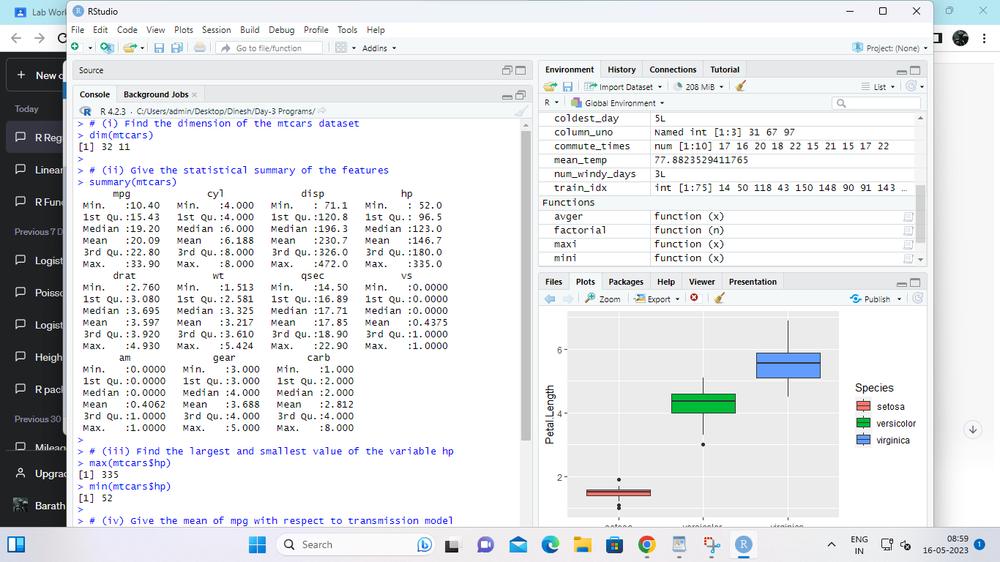 Lab Work
RStudio
File Edit Code View Plots Session Build Debug Profile Tools Help
Go to file/function Addins Project: (None)
New c
Today
R Reg
Linear
R Fun
Previous 7 D
Logist
Poisso
Logist
Heigh
R pack
Previous 30
Mileag
Upgrad
Barath
Source
Console Background Jobs
R 4.2.3 · C:/Users/admin/Desktop/Dinesh/Day-3 Programs/
> # (i) Find the dimension of the mtcars dataset
> dim(mtcars)
[1] 32 11
>
> # (ii) Give the statistical summary of the features
> summary(mtcars)
mpg cyl disp hp
Min. :10.40 Min. :4.000 Min. : 71.1 Min. : 52.0
1st Qu.:15.43 1st Qu.:4.000 1st Qu.:120.8 1st Qu.: 96.5
Median :19.20 Median :6.000 Median :196.3 Median :123.0
Mean :20.09 Mean :6.188 Mean :230.7 Mean :146.7
3rd Qu.:22.80 3rd Qu.:8.000 3rd Qu.:326.0 3rd Qu.:180.0
Max. :33.90 Max. :8.000 Max. :472.0 Max. :335.0
drat wt qsec vs
Min. :2.760 Min. :1.513 Min. :14.50 Min. :0.0000
1st Qu.:3.080 1st Qu.:2.581 1st Qu.:16.89 1st Qu.:0.0000
Median :3.695 Median :3.325 Median :17.71 Median :0.0000
Mean :3.597 Mean :3.217 Mean :17.85 Mean :0.4375
3rd Qu.:3.920 3rd Qu.:3.610 3rd Qu.:18.90 3rd Qu.:1.0000
Max. :4.930 Max. :5.424 Max. :22.90 Max. :1.0000
am gear carb
Min. :0.0000 Min. :3.000 Min. :1.000
1st Qu.:0.0000 1st Qu.:3.000 1st Qu.:2.000
Median :0.0000 Median :4.000 Median :2.000
Mean :0.4062 Mean :3.688 Mean :2.812
3rd Qu.:1.0000 3rd Qu.:4.000 3rd Qu.:4.000
Max. :1.0000 Max. :5.000 Max. :8.000
>
> # (iii) Find the largest and smallest value of the variable hp
> max(mtcars$hp)
[1] 335
> min(mtcars$hp)
[1] 52
>
> # (iv) Give the mean of mpg with respect to transmission model
Environment History Connections Tutorial
Import Dataset 208 MiB List
R Global Environment
coldest_day 5L
column_uno Named int [1:3] 31 67 97
commute_times num [1:10] 17 16 20 18 22 15 21 15 17 22
mean_temp 77.8823529411765
num_windy_days 3L
train_idx int [1:75] 14 50 118 43 150 148 90 91 143 …
Functions
avger function (x)
factorial function (n)
maxi function (x)
mini function (x)
Files Plots Packages Help Viewer Presentation
Zoom Export Publish
6
4
2
Petal.Length
setosa versicolor virginica
Species
setosa
versicolor
virginica
Search
ENG
IN
08:59
16-05-2023
1